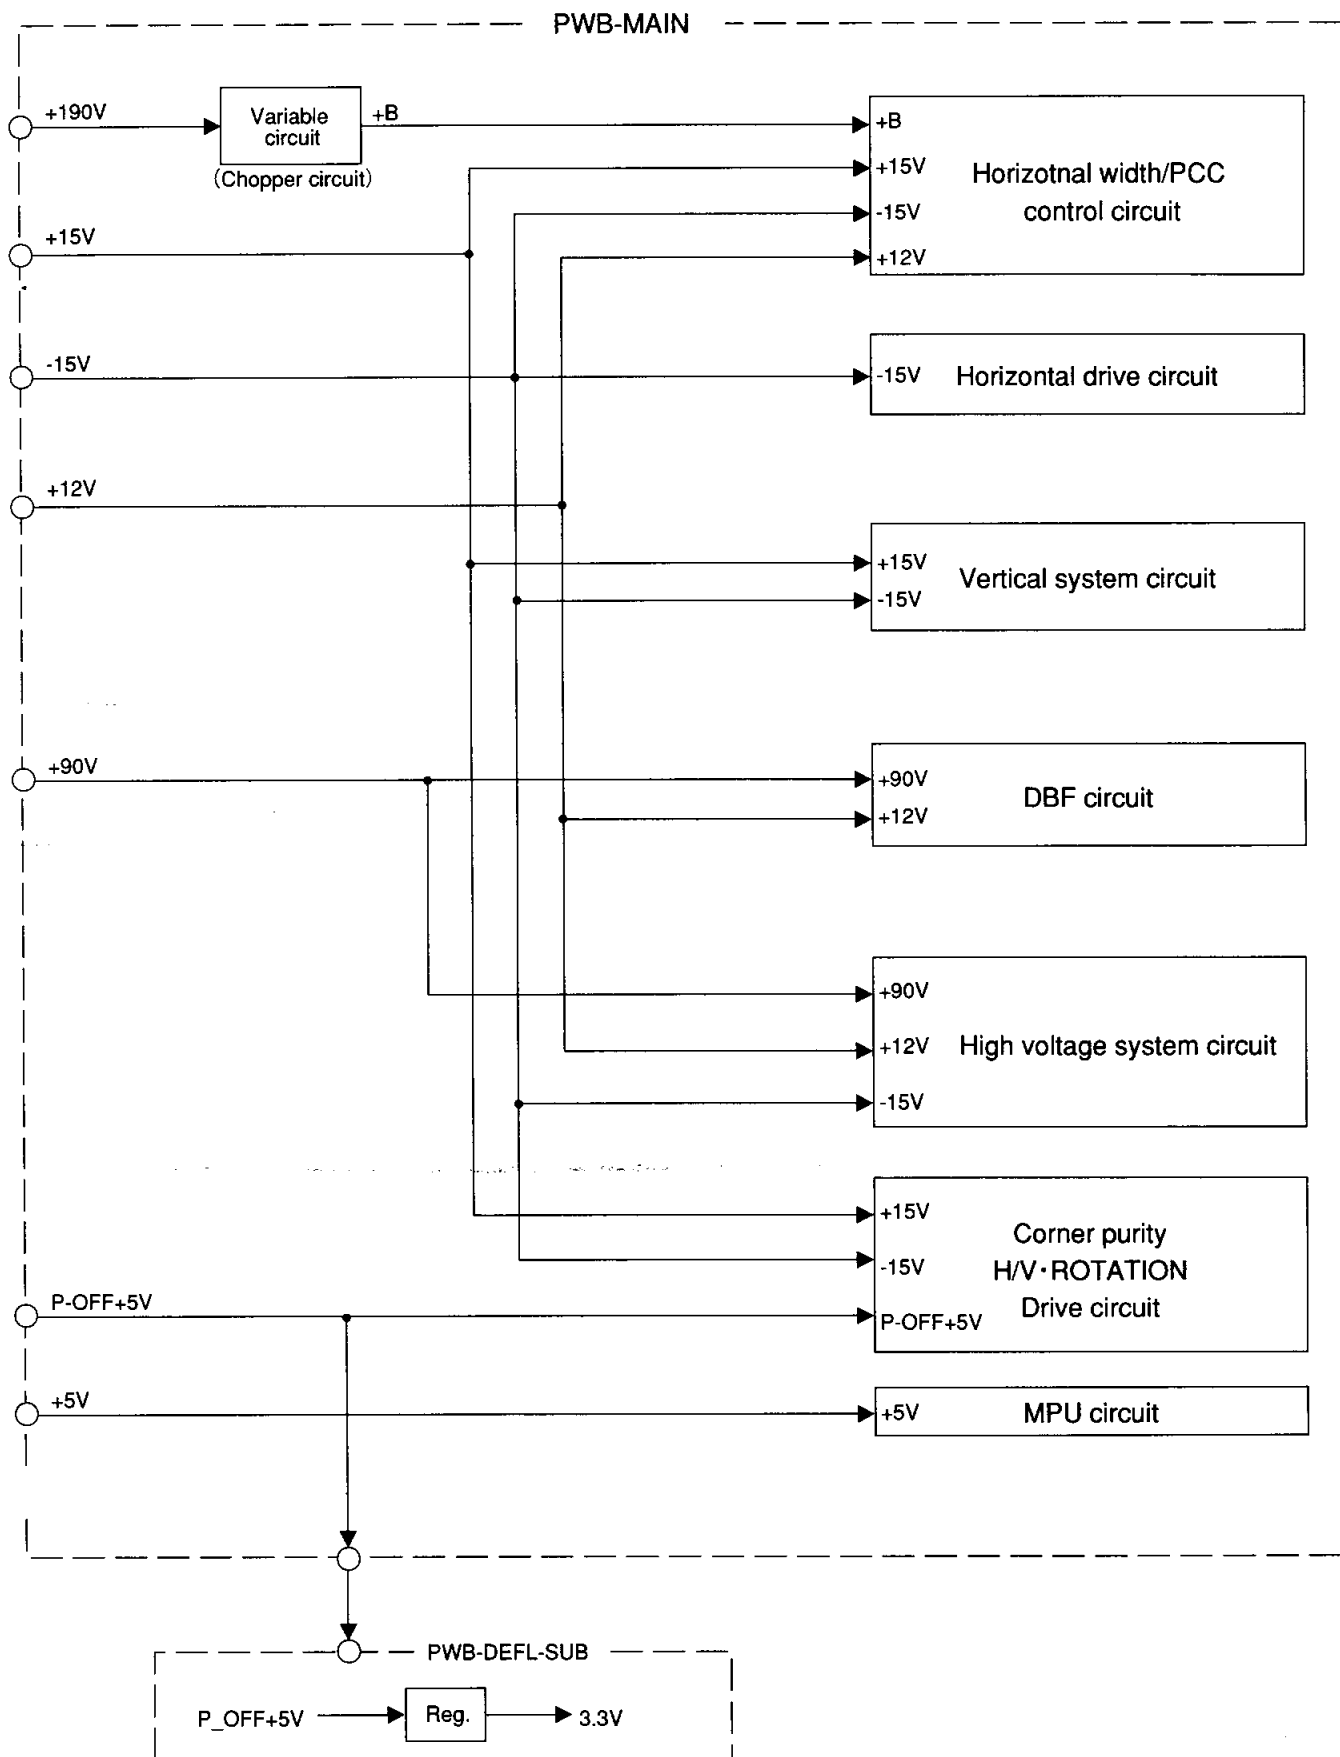 PWB-MAIN
+190V
Variable
circuit
(Chopper circuit)
+B
+B
+15V
-15V
+12V
Horizotnal width/PCC
control circuit
+15V
-15V
-15V
Horizontal drive circuit
+12V
+15V
-15V
Vertical system circuit
+90V
+90V
+12V
DBF circuit
+90V
+12V
-15V
High voltage system circuit
+15V
-15V
P-OFF+5V
Corner purity
H/V·ROTATION
Drive circuit
P-OFF+5V
+5V
+5V
MPU circuit
PWB-DEFL-SUB
P_OFF+5V
Reg.
3.3V